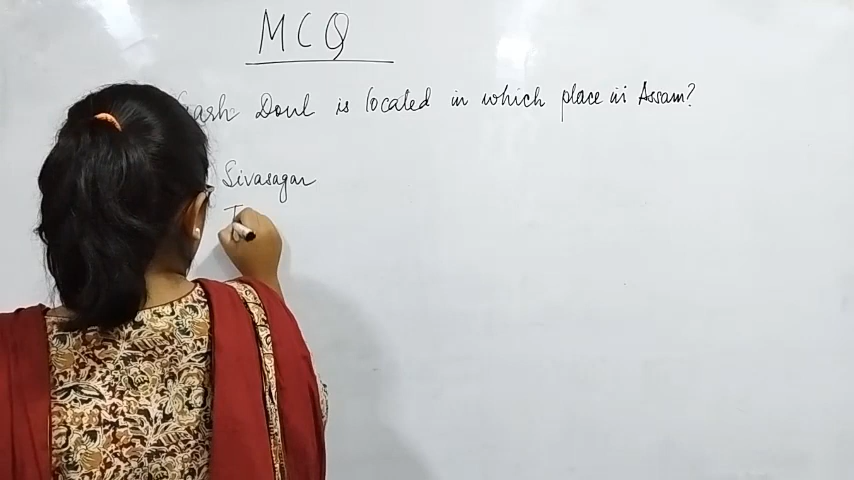 MCQ
Doul is located in which place in Assam?
Sivasagar